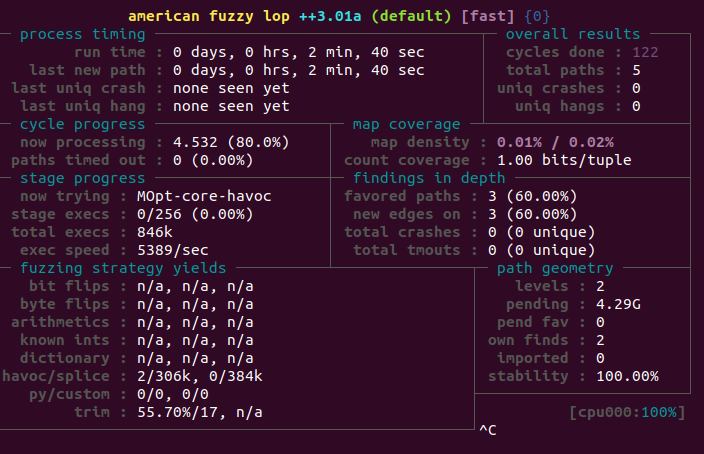 american fuzzy lop ++3.01a (default) [fast] {0}
process timing overall results
run time : 0 days, 0 hrs, 2 min, 40 sec cycles done : 122
last new path : 0 days, 0 hrs, 2 min, 40 sec total paths : 5
last uniq crash : none seen yet uniq crashes : 0
last uniq hang : none seen yet uniq hangs : 0
cycle progress map coverage
now processing : 4.532 (80.0%) map density : 0.01% / 0.02%
paths timed out : 0 (0.00%) count coverage : 1.00 bits/tuple
stage progress findings in depth
now trying : MOpt-core-havoc favored paths : 3 (60.00%)
stage execs : 0/256 (0.00%) new edges on : 3 (60.00%)
total execs : 846k total crashes : 0 (0 unique)
exec speed : 5389/sec total tmouts : 0 (0 unique)
fuzzing strategy yields path geometry
bit flips : n/a, n/a, n/a levels : 2
byte flips : n/a, n/a, n/a pending : 4.29G
arithmetics : n/a, n/a, n/a pend fav : 0
known ints : n/a, n/a, n/a own finds : 2
dictionary : n/a, n/a, n/a imported : 0
havoc/splice : 2/306k, 0/384k stability : 100.00%
py/custom : 0/0, 0/0
trim : 55.70%/17, n/a [cpu000:100%]
^C